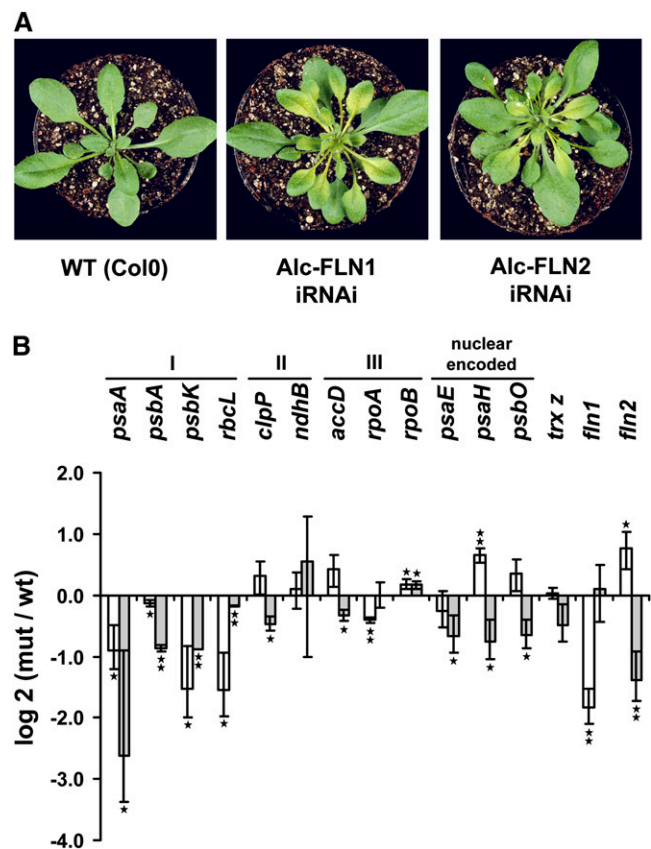 A
WT (Col0)
Alc-FLN1
iRNAi
Alc-FLN2
iRNAi
B
I
II
III
nuclear
encoded
psaA
psbA
psbK
rbcL
clpP
ndhB
accD
rpoA
rpoB
psaE
psaH
psbO
trx z
fln1
fln2
log 2 (mut / wt)
2.0
1.0
0.0
-1.0
-2.0
-3.0
-4.0